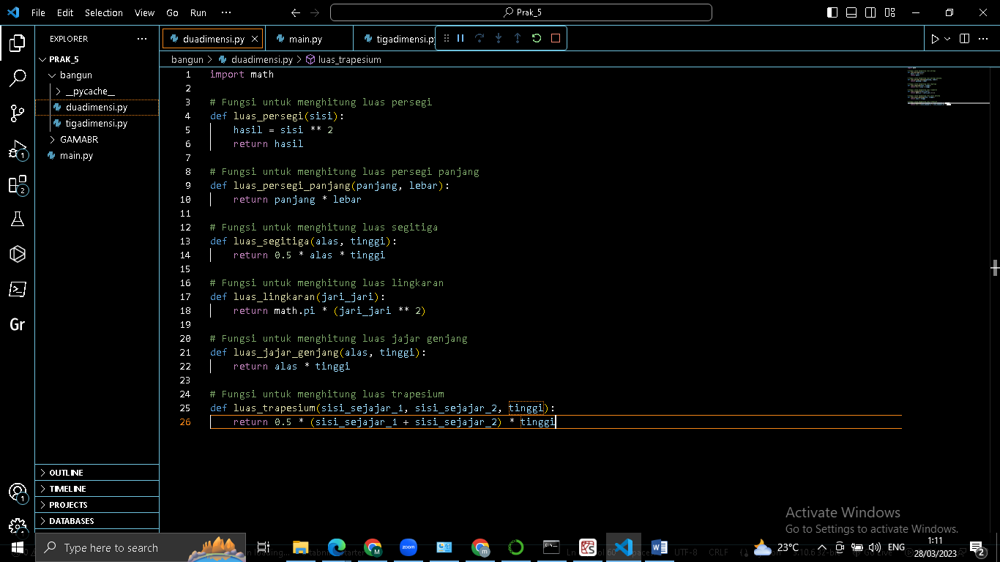 File Edit Selection View Go Run ··· Prak_5
EXPLORER ···
PRAK_5
bangun
__pycache__
duadimensi.py
tigadimensi.py
GAMABR
main.py
OUTLINE
TIMELINE
PROJECTS
DATABASES
1
2
Gr
1
duadimensi.py main.py tigadimensi.py
bangun > duadimensi.py > luas_trapesium
1 import math
2
3 # Fungsi untuk menghitung luas persegi
4 def luas_persegi(sisi):
5 hasil = sisi ** 2
6 return hasil
7
8 # Fungsi untuk menghitung luas persegi panjang
9 def luas_persegi_panjang(panjang, lebar):
10 return panjang * lebar
11
12 # Fungsi untuk menghitung luas segitiga
13 def luas_segitiga(alas, tinggi):
14 return 0.5 * alas * tinggi
15
16 # Fungsi untuk menghitung luas lingkaran
17 def luas_lingkaran(jari_jari):
18 return math.pi * (jari_jari ** 2)
19
20 # Fungsi untuk menghitung luas jajar genjang
21 def luas_jajar_genjang(alas, tinggi):
22 return alas * tinggi
23
24 # Fungsi untuk menghitung luas trapesium
25 def luas_trapesium(sisi_sejajar_1, sisi_sejajar_2, tinggi):
26 return 0.5 * (sisi_sejajar_1 + sisi_sejajar_2) * tinggi
Activate Windows
Go to Settings to activate Windows.
Type here to search
zoom
23°C
ENG
1:11
28/03/2023
2